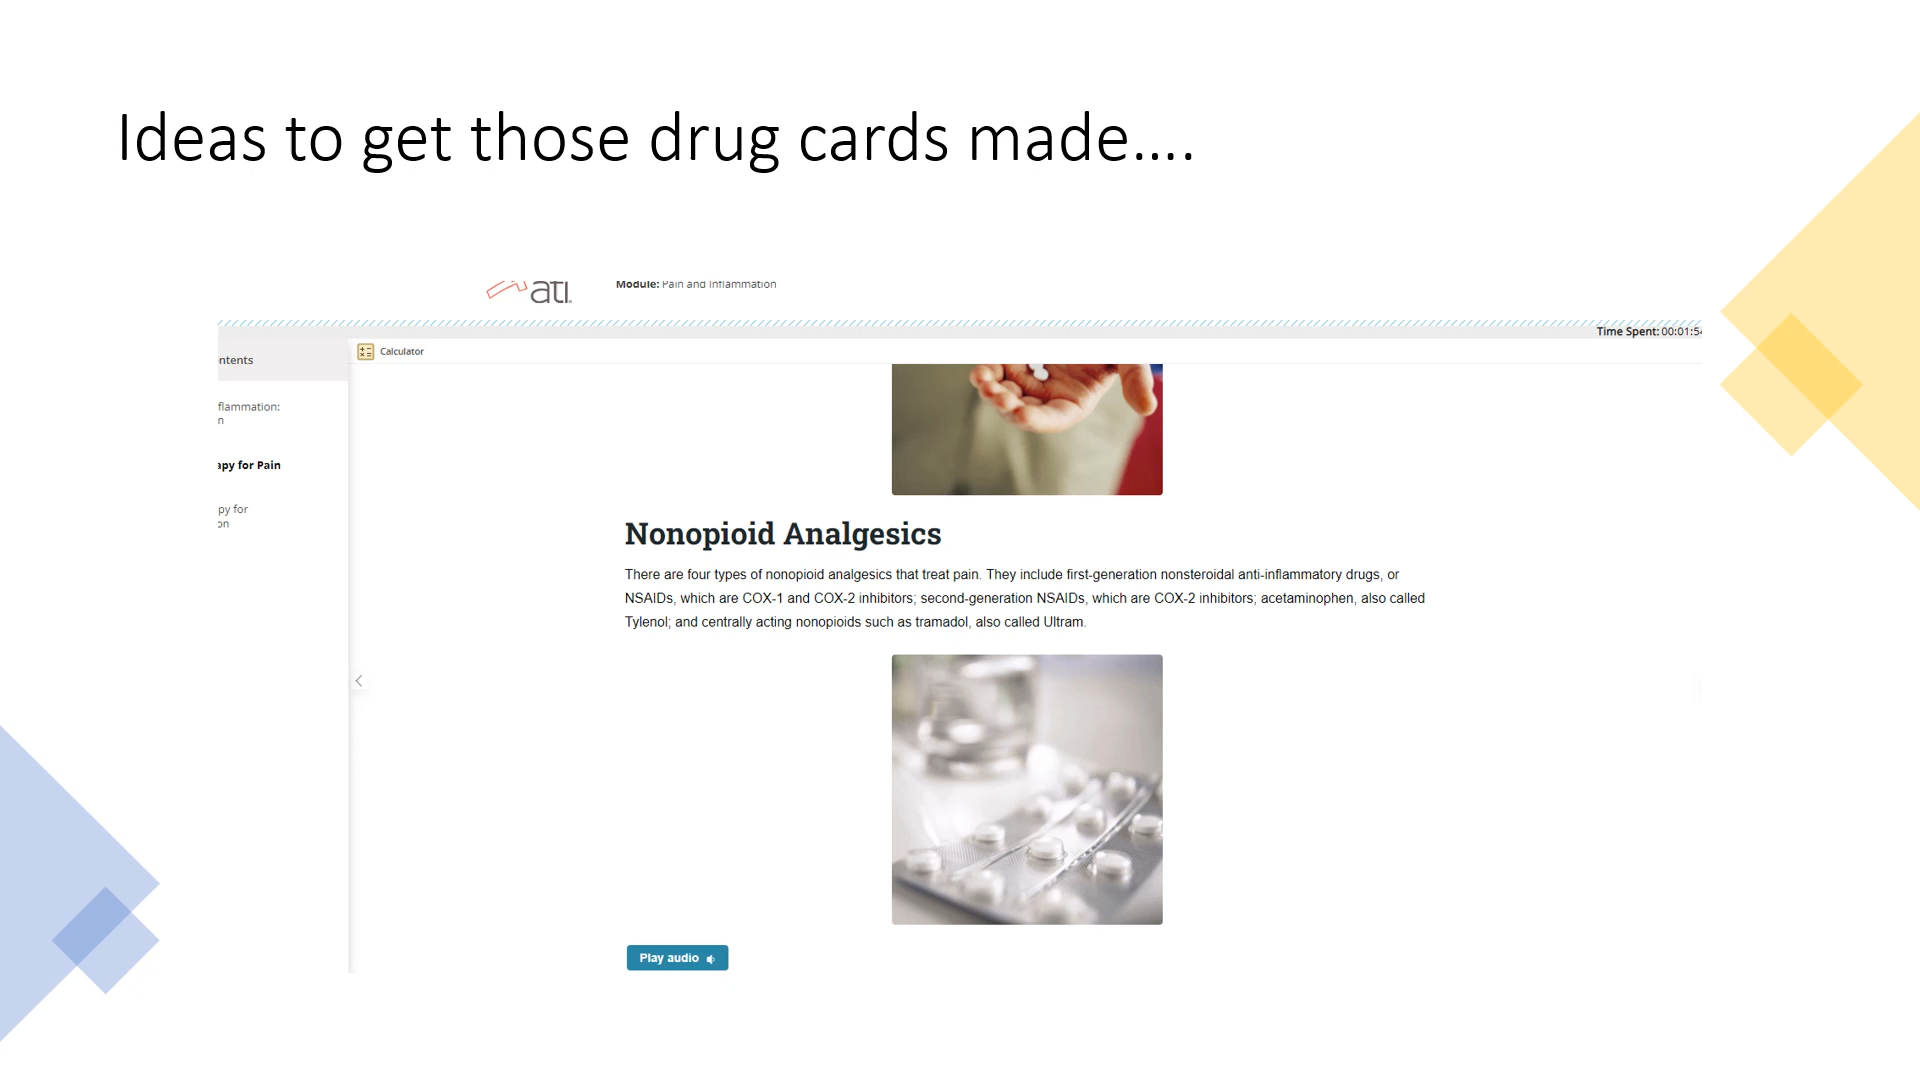 Ideas to get those drug cards made….
ati
Module: Pain and Inflammation
Time Spent: 00:01:54
ntents
Calculator
flammation:
n
apy for Pain
py for
on
Nonopioid Analgesics
There are four types of nonopioid analgesics that treat pain. They include first-generation nonsteroidal anti-inflammatory drugs, or
NSAIDs, which are COX-1 and COX-2 inhibitors; second-generation NSAIDs, which are COX-2 inhibitors; acetaminophen, also called
Tylenol; and centrally acting nonopioids such as tramadol, also called Ultram.
Play audio